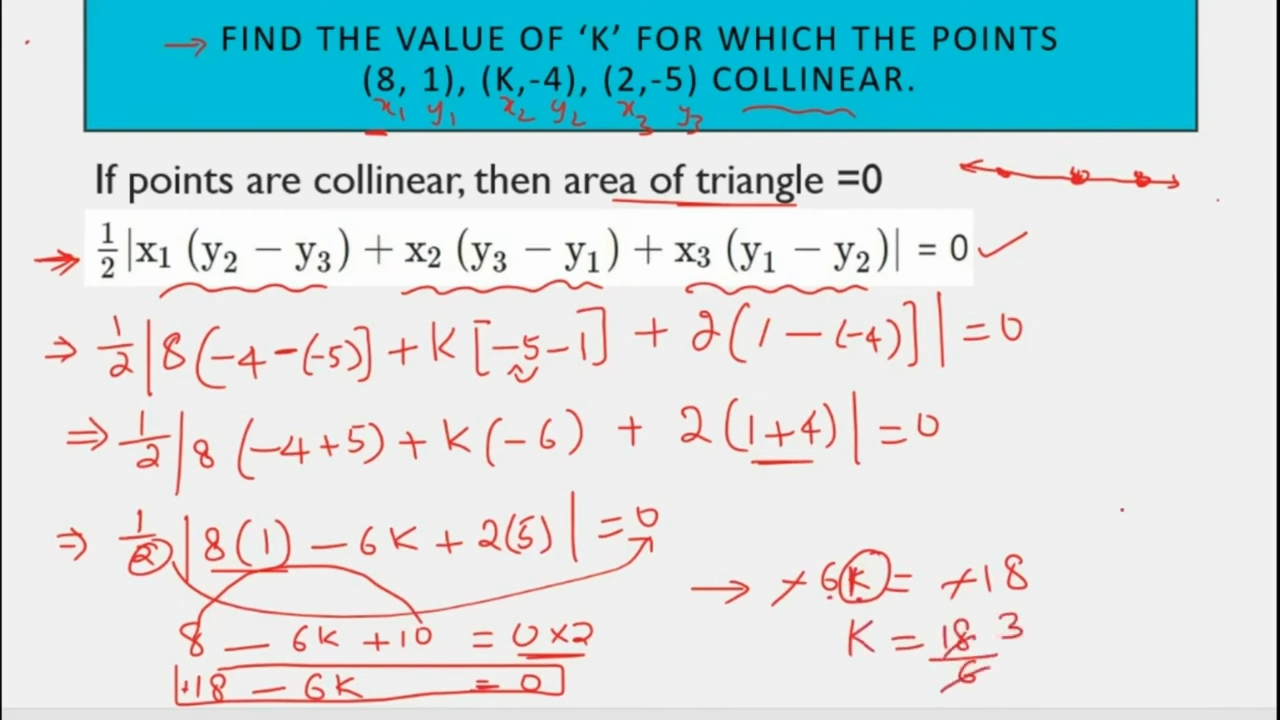 → FIND THE VALUE OF ‘K’ FOR WHICH THE POINTS
(8, 1), (K,-4), (2,-5) COLLINEAR.
x₁ y₁ x₂ y₂ x₃ y₃
If points are collinear, then area of triangle =0
½|x₁ (y₂ − y₃) + x₂ (y₃ − y₁) + x₃ (y₁ − y₂)| = 0 ✓
⇒ ½|8(-4-(-5)] + K[-5-1] + 2(1-(-4)]| = 0
⇒ ½|8(-4+5) + K(-6) + 2(1+4)| = 0
⇒ ½|8(1) - 6K + 2(5)| = 0
8 - 6K + 10 = 0×2
+18 - 6K = 0
→ -6K = -18
K = 18/6 3